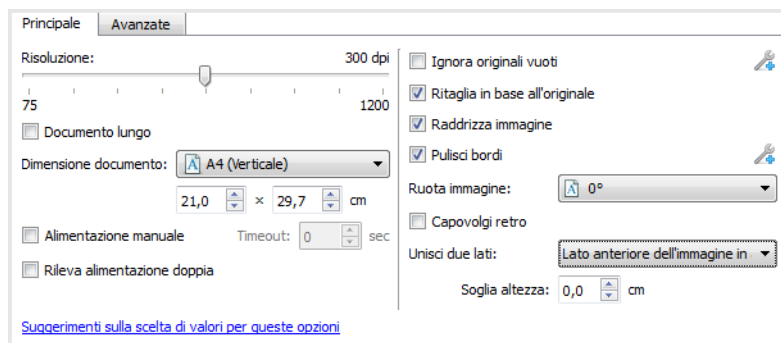 Principale Avanzate
Risoluzione: 300 dpi
75 1200
Documento lungo
Dimensione documento: A4 (Verticale)
21,0 × 29,7 cm
Alimentazione manuale Timeout: 0 sec
Rileva alimentazione doppia
Suggerimenti sulla scelta di valori per queste opzioni
Ignora originali vuoti
Ritaglia in base all'originale
Raddrizza immagine
Pulisci bordi
Ruota immagine: 0°
Capovolgi retro
Unisci due lati: Lato anteriore dell'immagine in
Soglia altezza: 0,0 cm